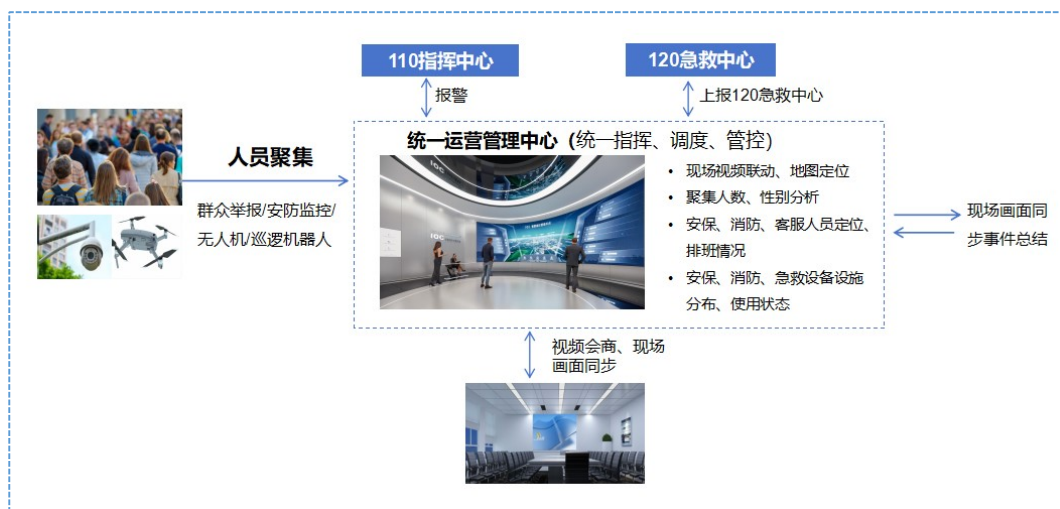 110指挥中心
120急救中心
报警
上报120急救中心
统一运营管理中心（统一指挥、调度、管控）
人员聚集
群众举报/安防监控/
无人机/巡逻机器人
IOC
IOC
• 现场视频联动、地图定位
• 聚集人数、性别分析
• 安保、消防、客服人员定位、
排班情况
• 安保、消防、急救设备设施
分布、使用状态
现场画面同
步事件总结
视频会商、现场
画面同步